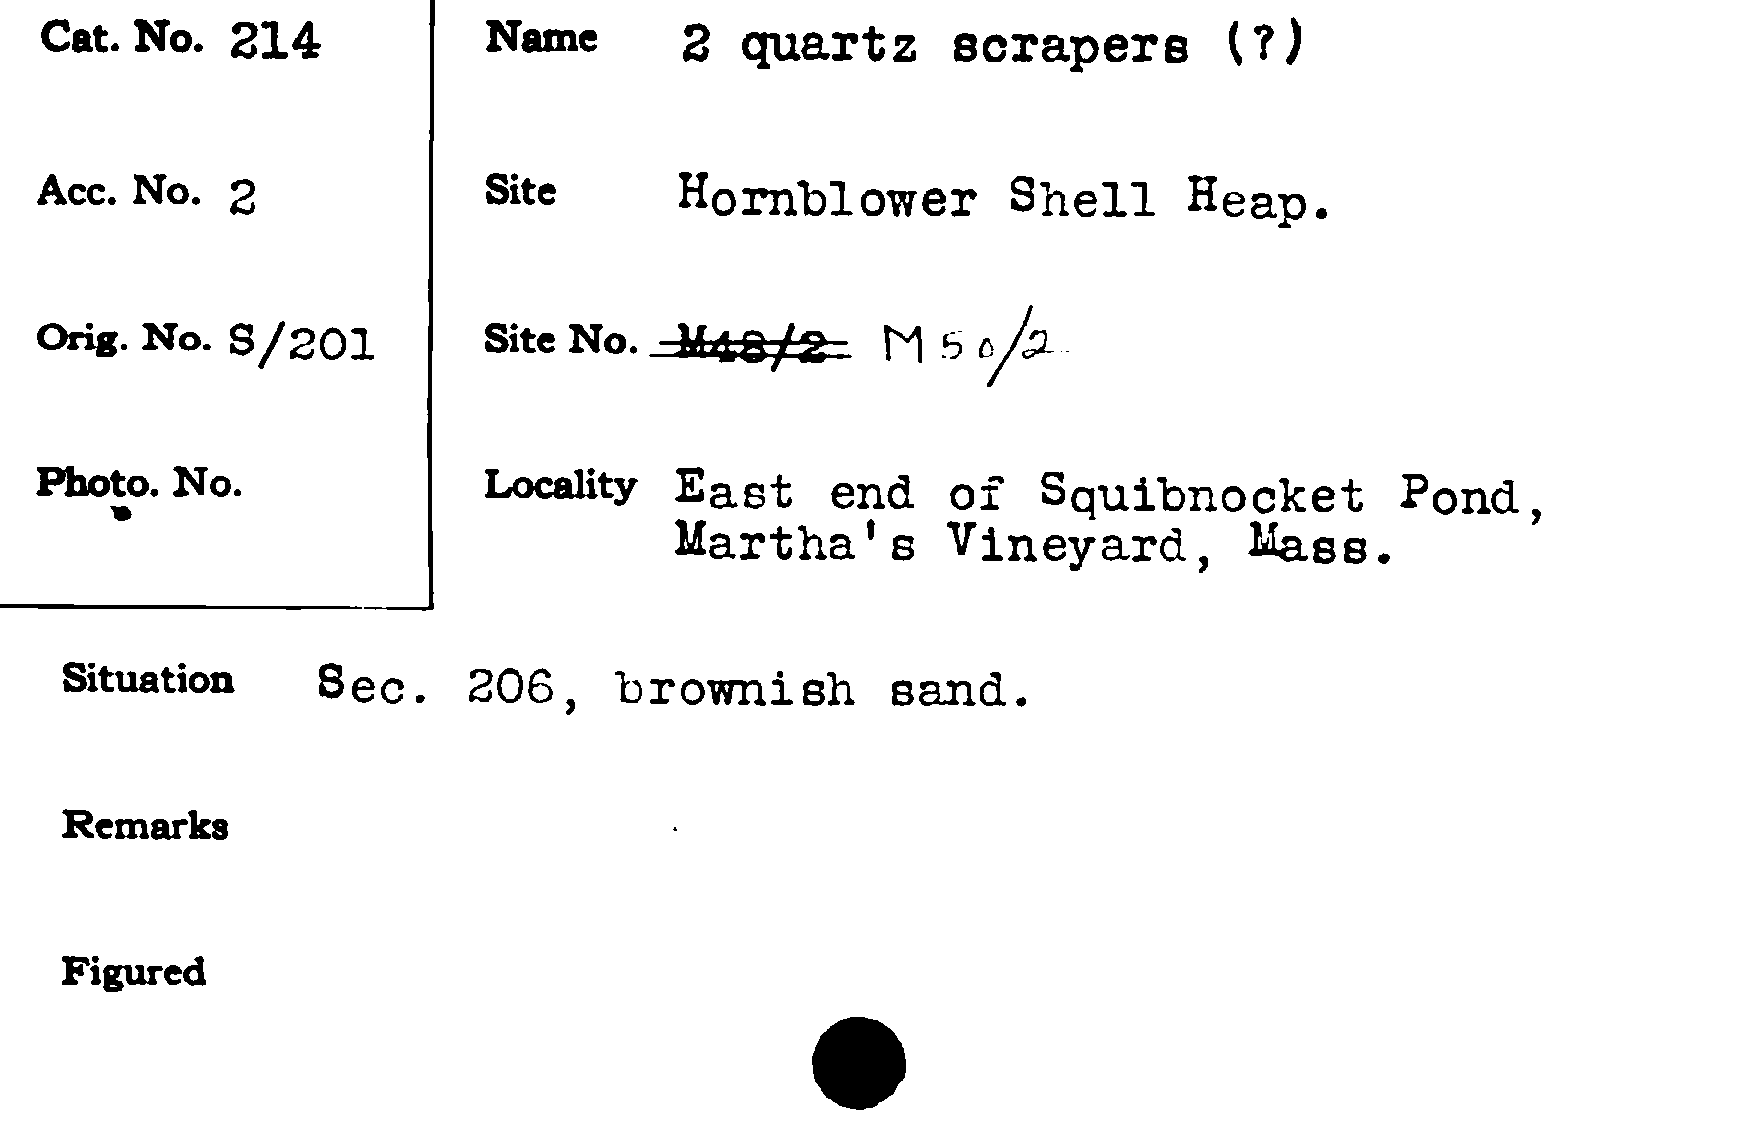 Cat. No. 214
Name 2 quartz scrapers (?)
Acc. No. 2
Site Hornblower Shell Heap.
Orig. No. S/201
Site No. M48/2 M50/2
Photo. No.
Locality East end of Squibnocket Pond,
Martha's Vineyard, Mass.
Situation Sec. 206, brownish sand.
Remarks
Figured